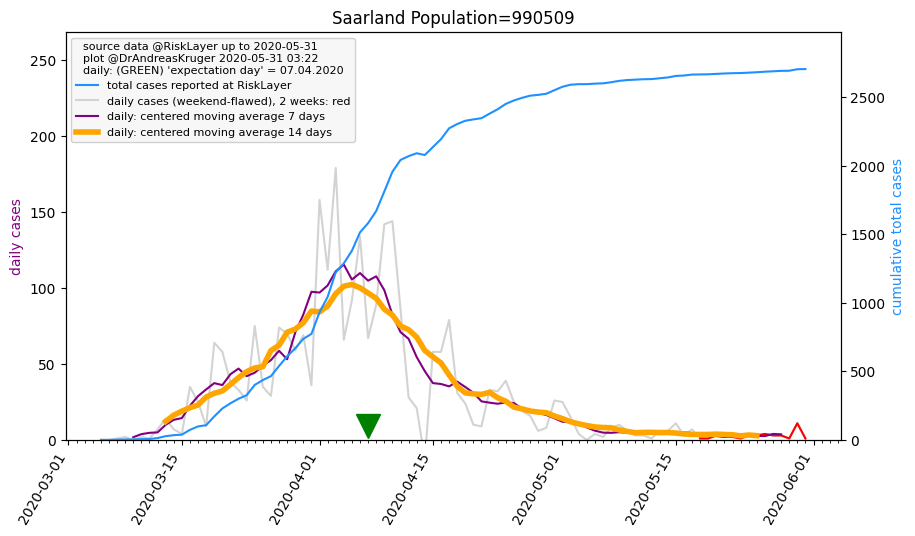 Saarland Population=990509
source data @RiskLayer up to 2020-05-31
plot @DrAndreasKruger 2020-05-31 03:22
daily: (GREEN) 'expectation day' = 07.04.2020
total cases reported at RiskLayer
daily cases (weekend-flawed), 2 weeks: red
daily: centered moving average 7 days
daily: centered moving average 14 days
daily cases
250
200
150
100
50
0
cumulative total cases
2500
2000
1500
1000
500
0
2020-03-01
2020-03-15
2020-04-01
2020-04-15
2020-05-01
2020-05-15
2020-06-01